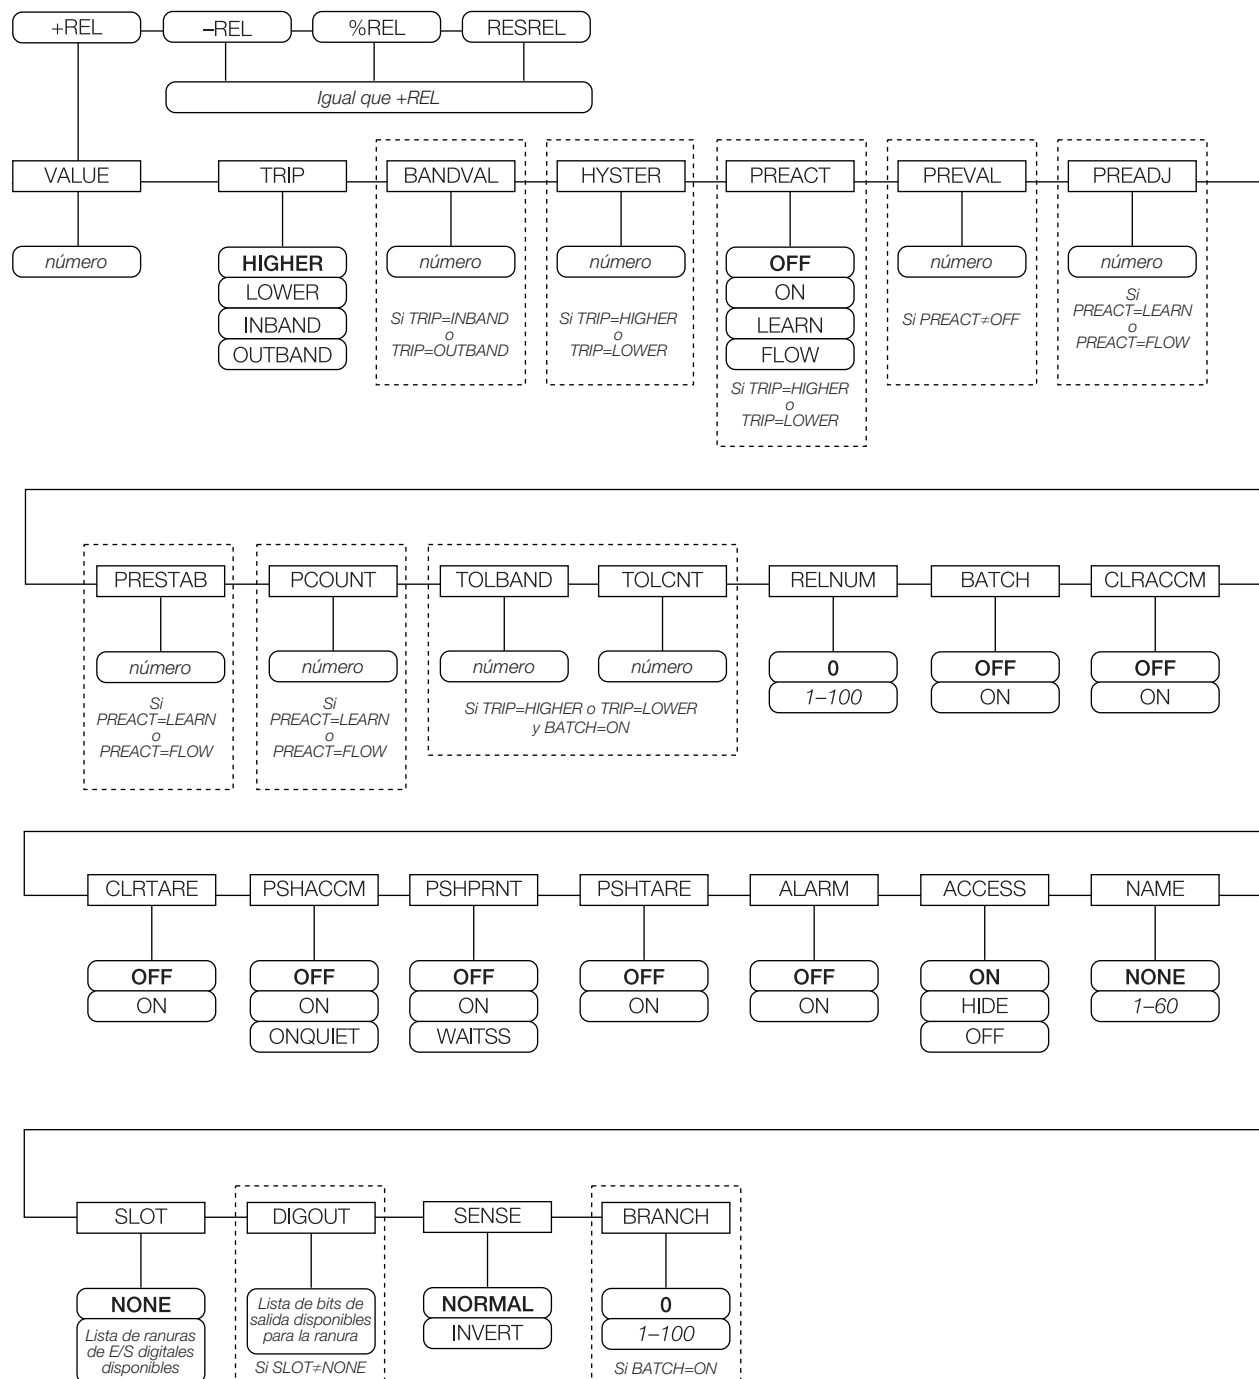 +REL –REL %REL RESREL
Igual que +REL
VALUE TRIP BANDVAL HYSTER PREACT PREVAL PREADJ
número
HIGHER
LOWER
INBAND
OUTBAND
número
Si TRIP=INBAND
o
TRIP=OUTBAND
número
Si TRIP=HIGHER
o
TRIP=LOWER
OFF
ON
LEARN
FLOW
Si TRIP=HIGHER
o
TRIP=LOWER
número
Si PREACT≠OFF
número
Si
PREACT=LEARN
o
PREACT=FLOW
PRESTAB PCOUNT TOLBAND TOLCNT RELNUM BATCH CLRACCM
número
Si
PREACT=LEARN
o
PREACT=FLOW
número
Si
PREACT=LEARN
o
PREACT=FLOW
número número
Si TRIP=HIGHER o TRIP=LOWER
y BATCH=ON
0
1–100
OFF
ON
OFF
ON
CLRTARE PSHACCM PSHPRNT PSHTARE ALARM ACCESS NAME
OFF
ON
OFF
ON
ONQUIET
OFF
ON
WAITSS
OFF
ON
OFF
ON
ON
HIDE
OFF
NONE
1–60
SLOT DIGOUT SENSE BRANCH
NONE
Lista de ranuras
de E/S digitales
disponibles
Lista de bits de
salida disponibles
para la ranura
Si SLOT≠NONE
NORMAL
INVERT
0
1–100
Si BATCH=ON